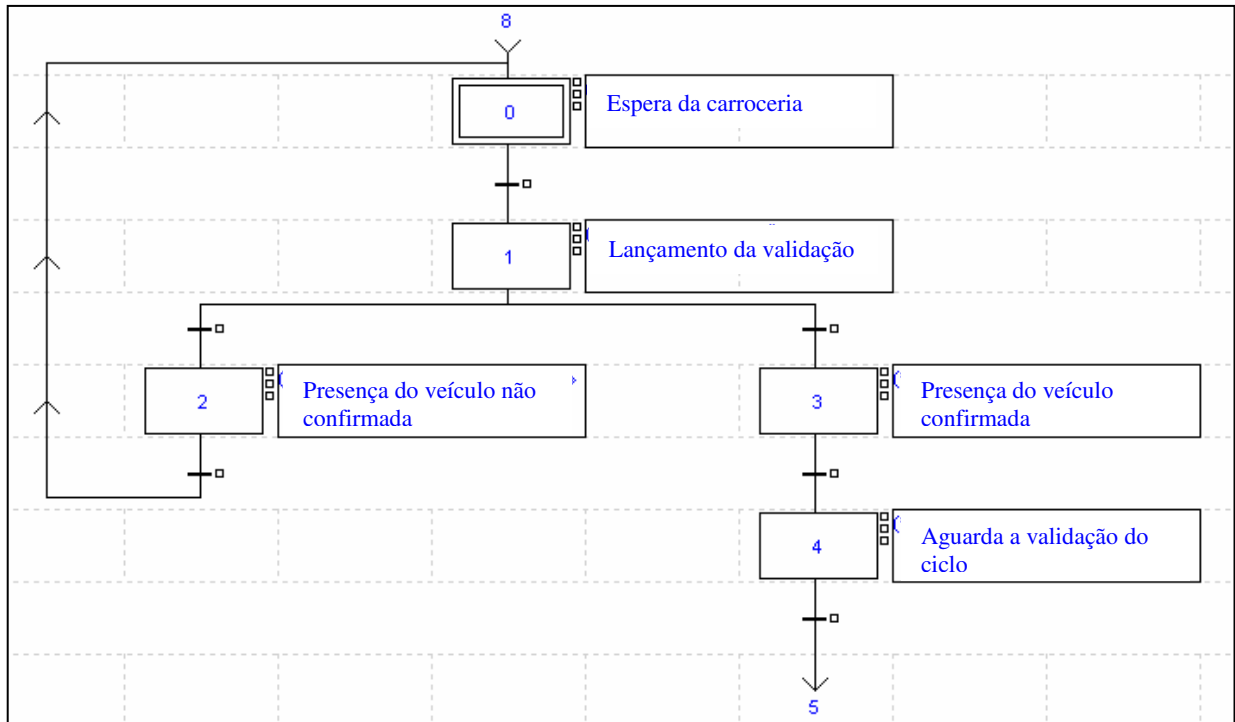 8
0
Espera da carroceria
1
Lançamento da validação
2
Presença do veículo não
confirmada
3
Presença do veículo
confirmada
4
Aguarda a validação do
ciclo
5